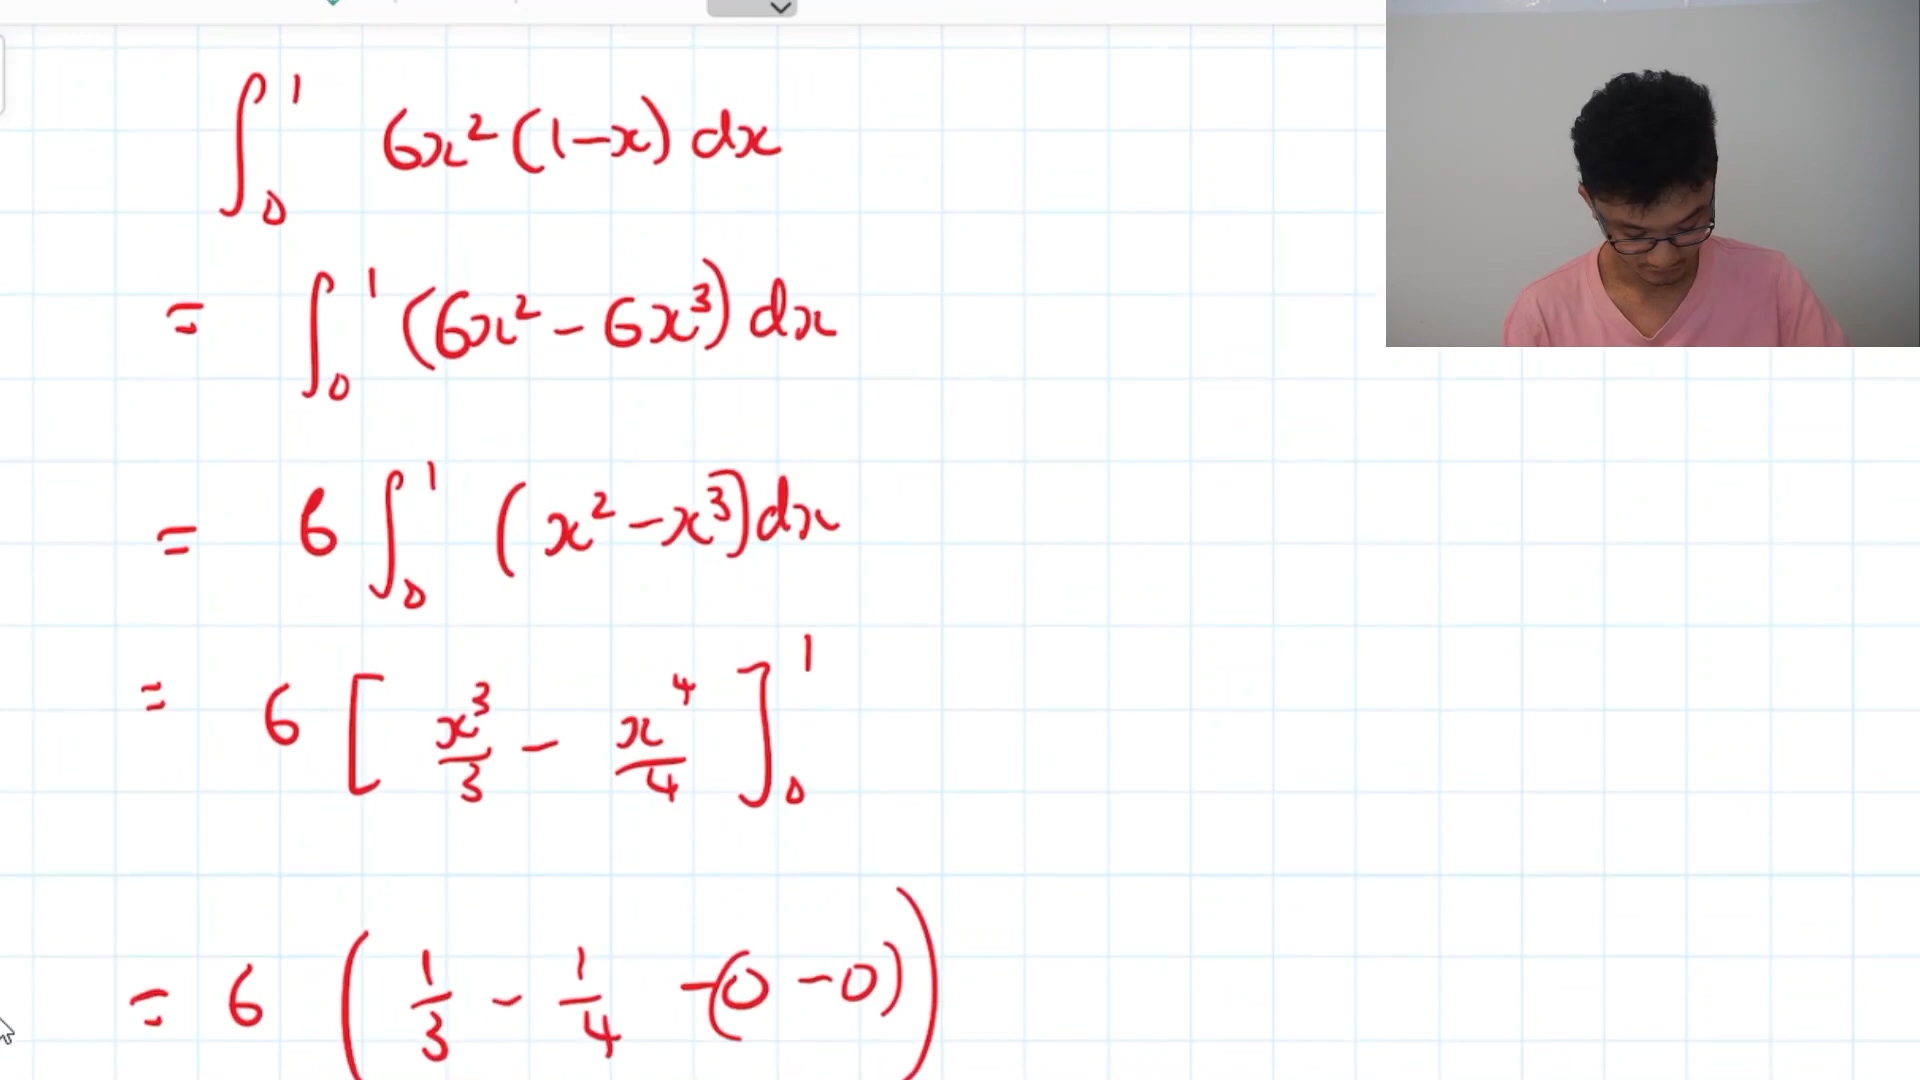 ∫₀¹ 6x²(1-x) dx
= ∫₀¹ (6x² - 6x³) dx
= 6 ∫₀¹ (x² - x³) dx
= 6 [ x³/3 - x⁴/4 ]₀¹
= 6 ( 1/3 - 1/4 -(0 - 0))